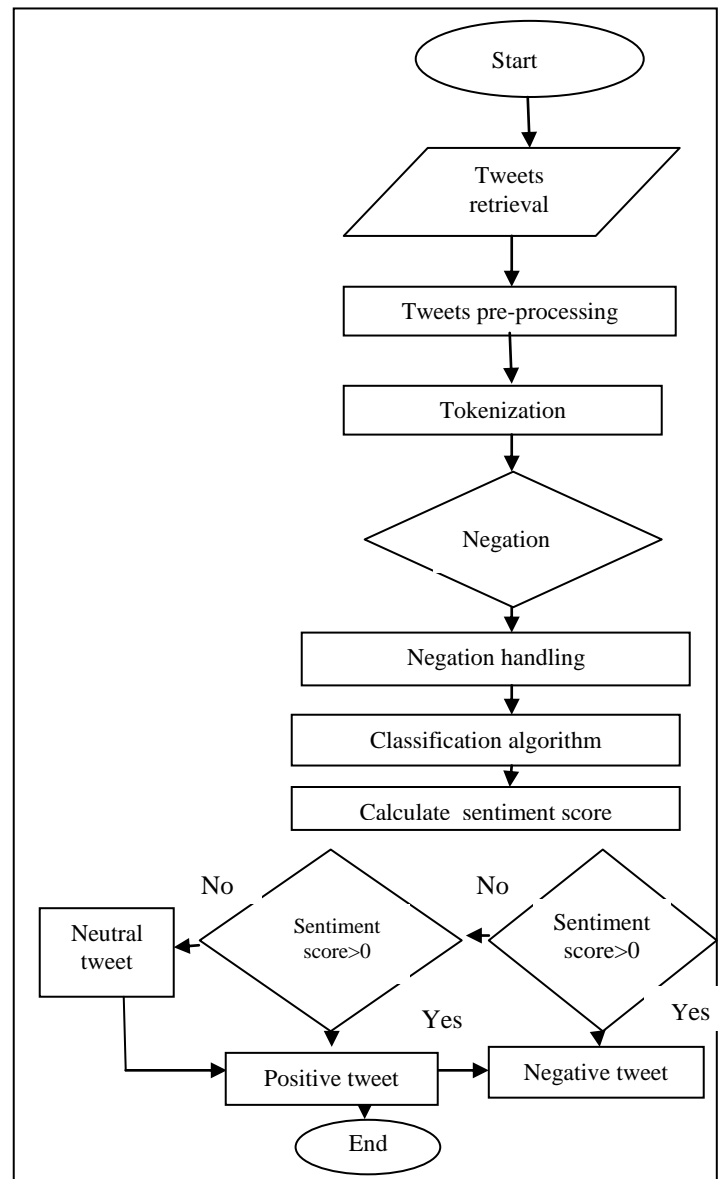 Start
Tweets
retrieval
Tweets pre-processing
Tokenization
Negation
Negation handling
Classification algorithm
Calculate sentiment score
No
No
Neutral
tweet
Sentiment
score>0
Sentiment
score>0
Yes
Yes
Positive tweet
Negative tweet
End